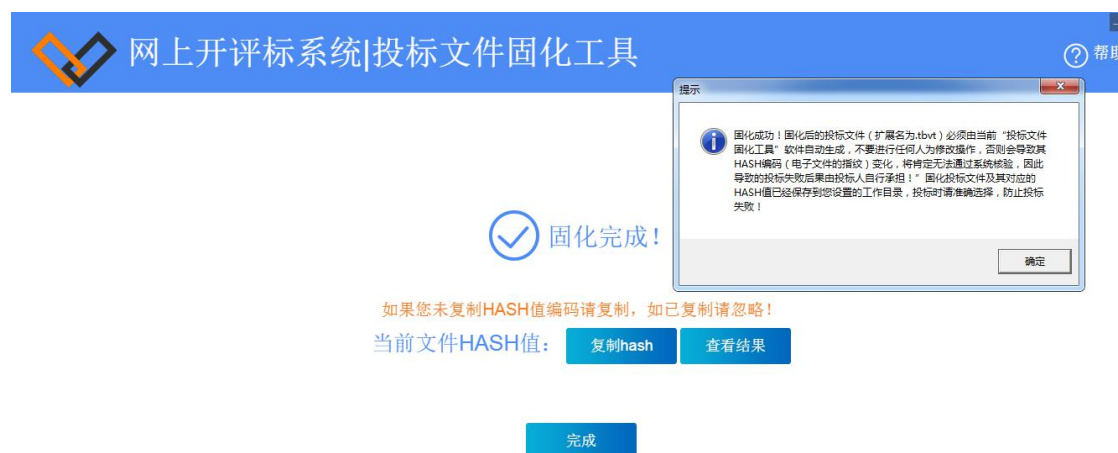 网上开评标系统|投标文件固化工具
帮助
提示
固化成功！固化后的投标文件（扩展名为.tbvt）必须由当前“投标文件
固化工具”软件自动生成，不要进行任何人为修改操作，否则会导致其
HASH编码（电子文件的指纹）变化，将肯定无法通过系统核验，因此
导致的投标失败后果由投标人自行承担！”固化投标文件及其对应的
HASH值已经保存到您设置的工作目录，投标时请准确选择，防止投标
失败！
确定
固化完成！
如果您未复制HASH值编码请复制，如已复制请忽略！
当前文件HASH值： 复制hash 查看结果
完成